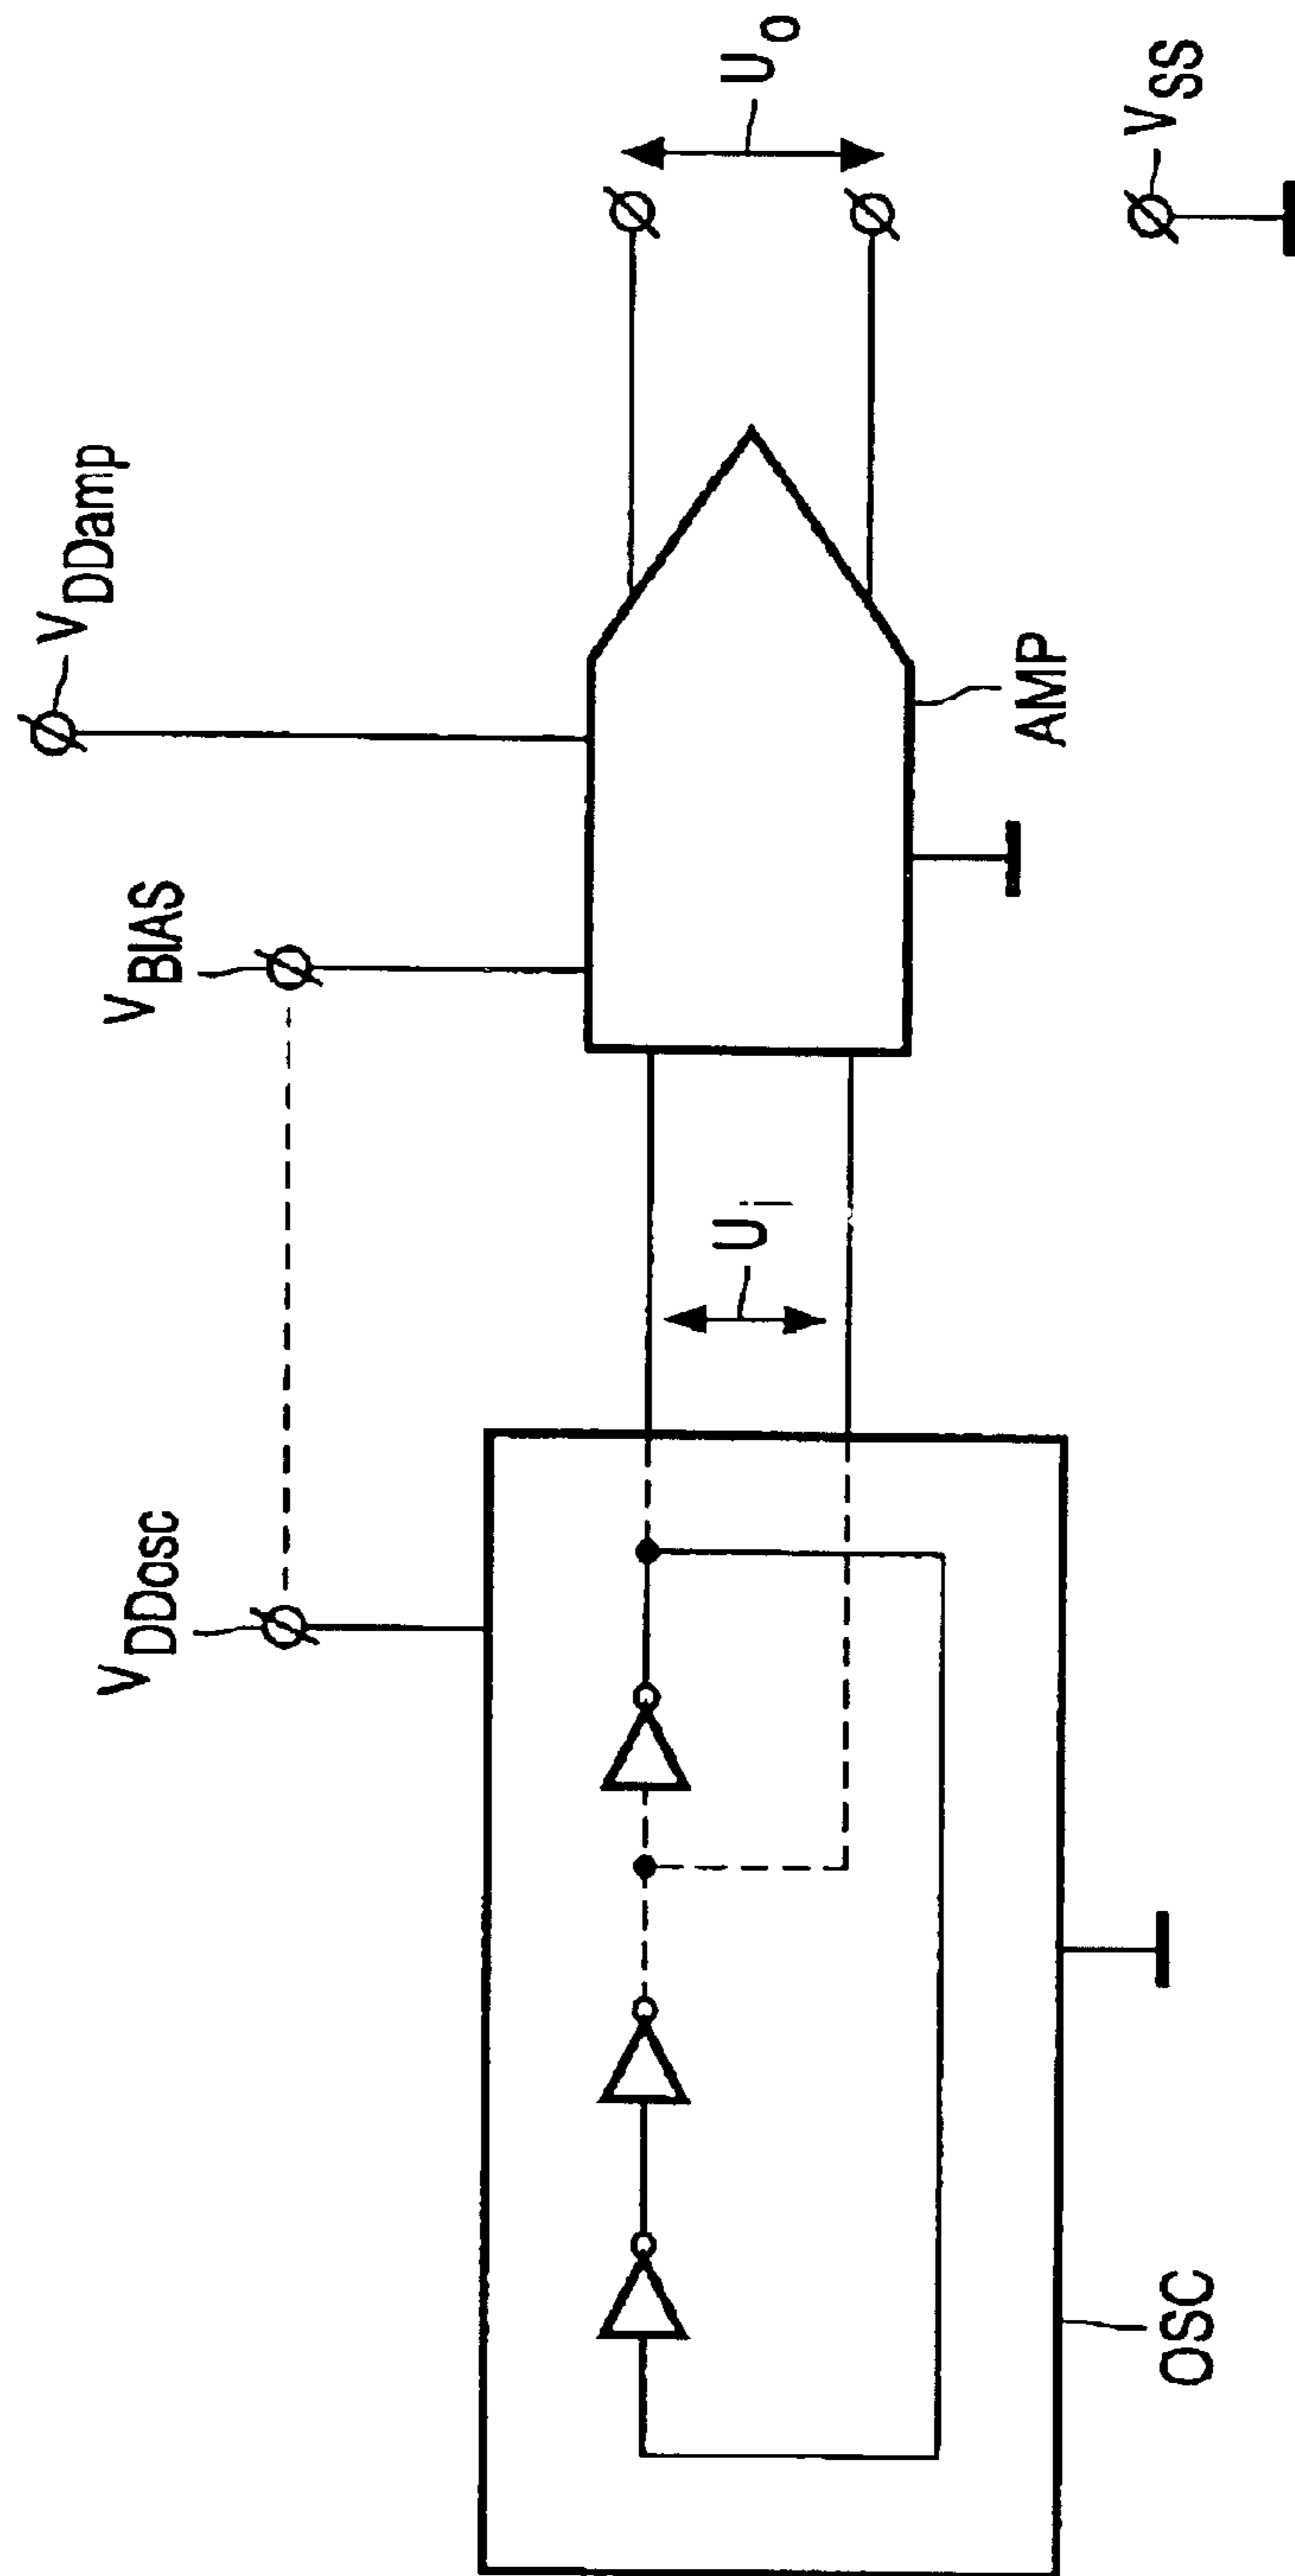 V_DDosc
V_BIAS
V_DDamp
U_i
U_o
OSC
AMP
V_SS